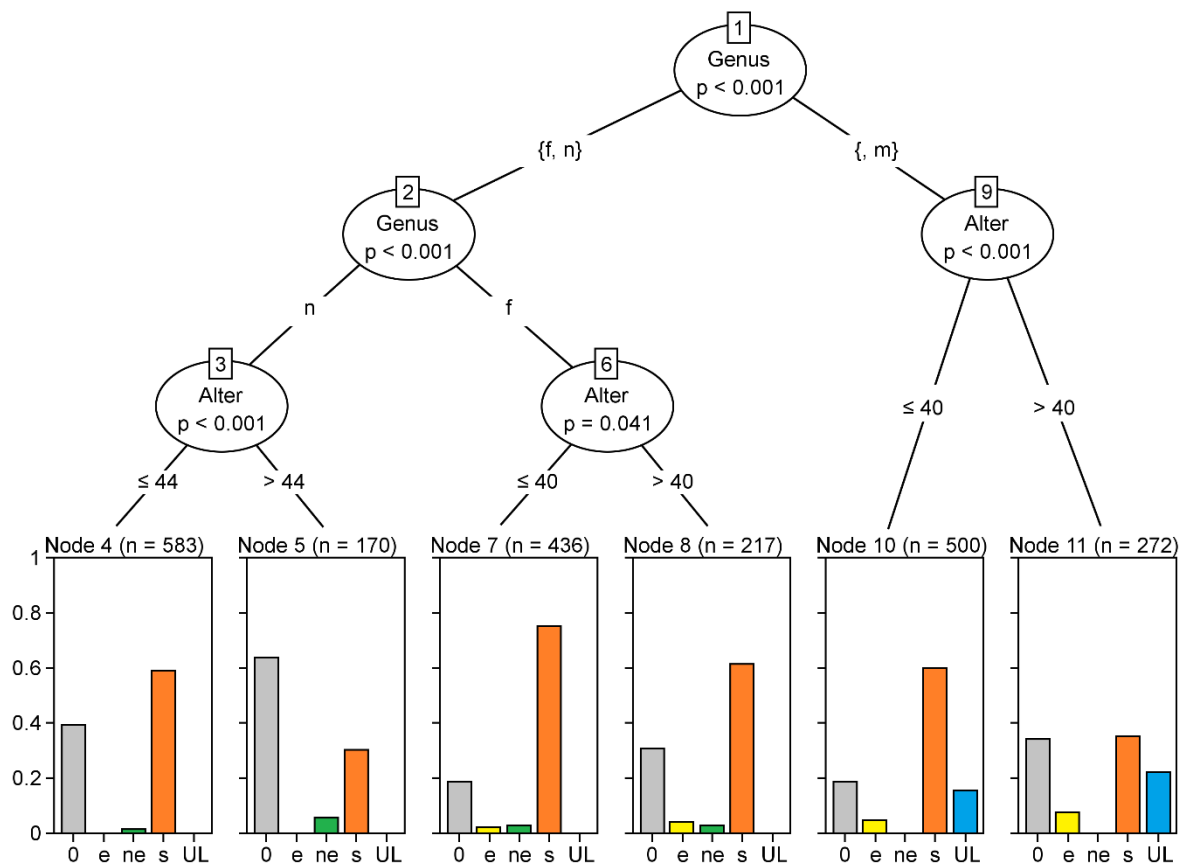 1
Genus
p < 0.001
{f, n}
{, m}
2
Genus
p < 0.001
9
Alter
p < 0.001
n
f
3
Alter
p < 0.001
6
Alter
p = 0.041
≤ 40
> 40
≤ 44
> 44
≤ 40
> 40
Node 4 (n = 583)
Node 5 (n = 170)
Node 7 (n = 436)
Node 8 (n = 217)
Node 10 (n = 500)
Node 11 (n = 272)
1
0.8
0.6
0.4
0.2
0
0 e ne s UL
0 e ne s UL
0 e ne s UL
0 e ne s UL
0 e ne s UL
0 e ne s UL